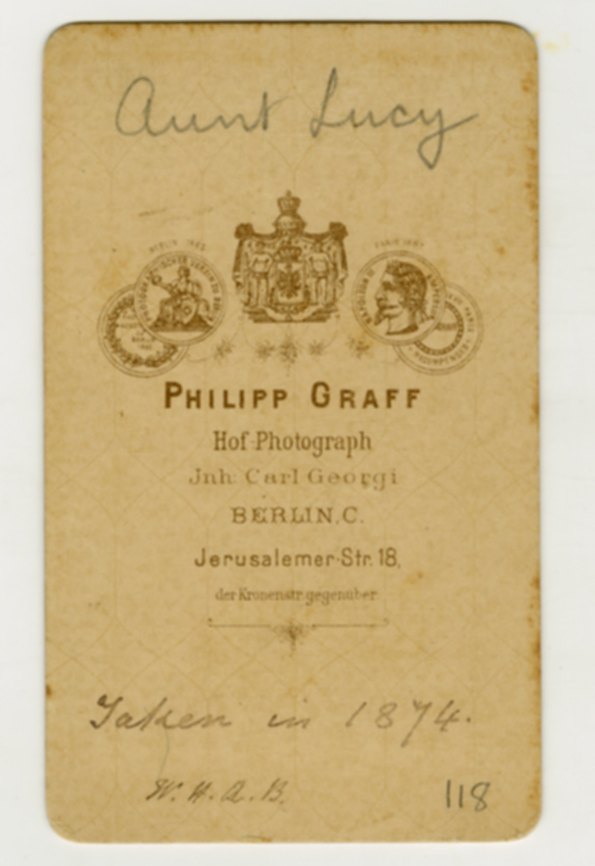 Aunt Lucy
PHILIPP GRAFF
Hof-Photograph
Jnh: Carl Georgi
BERLIN, C.
Jerusalemer-Str. 18,
der Kronenstr. gegenüber.
Taken in 1874.
W. H. A. B.
118